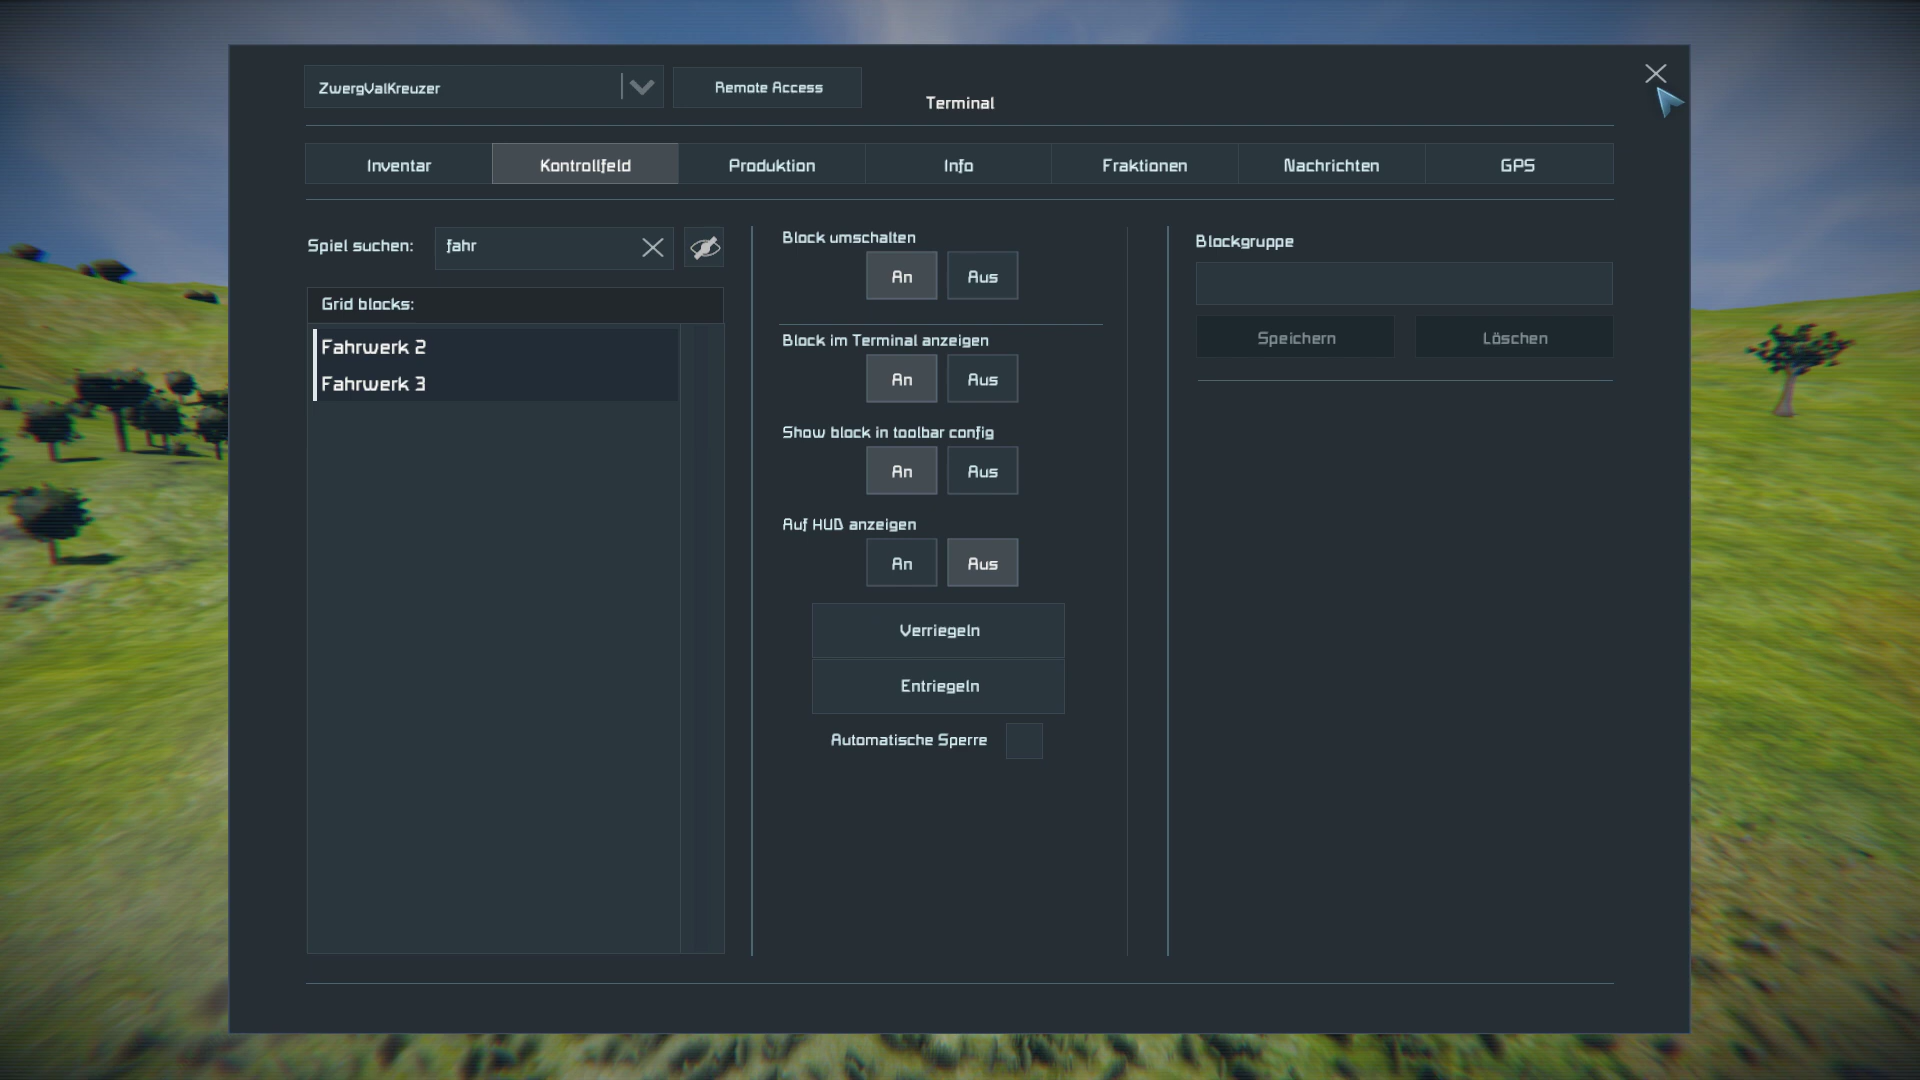 ZwergValKreuzer
Remote Access
Terminal
Inventar
Kontrollfeld
Produktion
Info
Fraktionen
Nachrichten
GPS
Spiel suchen:
fahr
Grid blocks:
Fahrwerk 2
Fahrwerk 3
Block umschalten
An
Aus
Block im Terminal anzeigen
An
Aus
Show block in toolbar config
An
Aus
Auf HUD anzeigen
An
Aus
Verriegeln
Entriegeln
Automatische Sperre
Blockgruppe
Speichern
Löschen